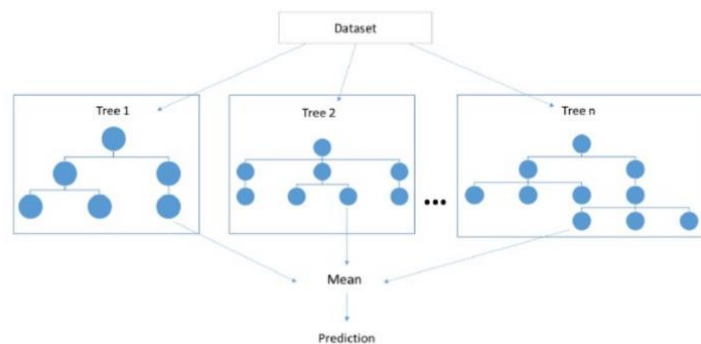 Dataset
Tree 1
Tree 2
Tree n
...
Mean
Prediction